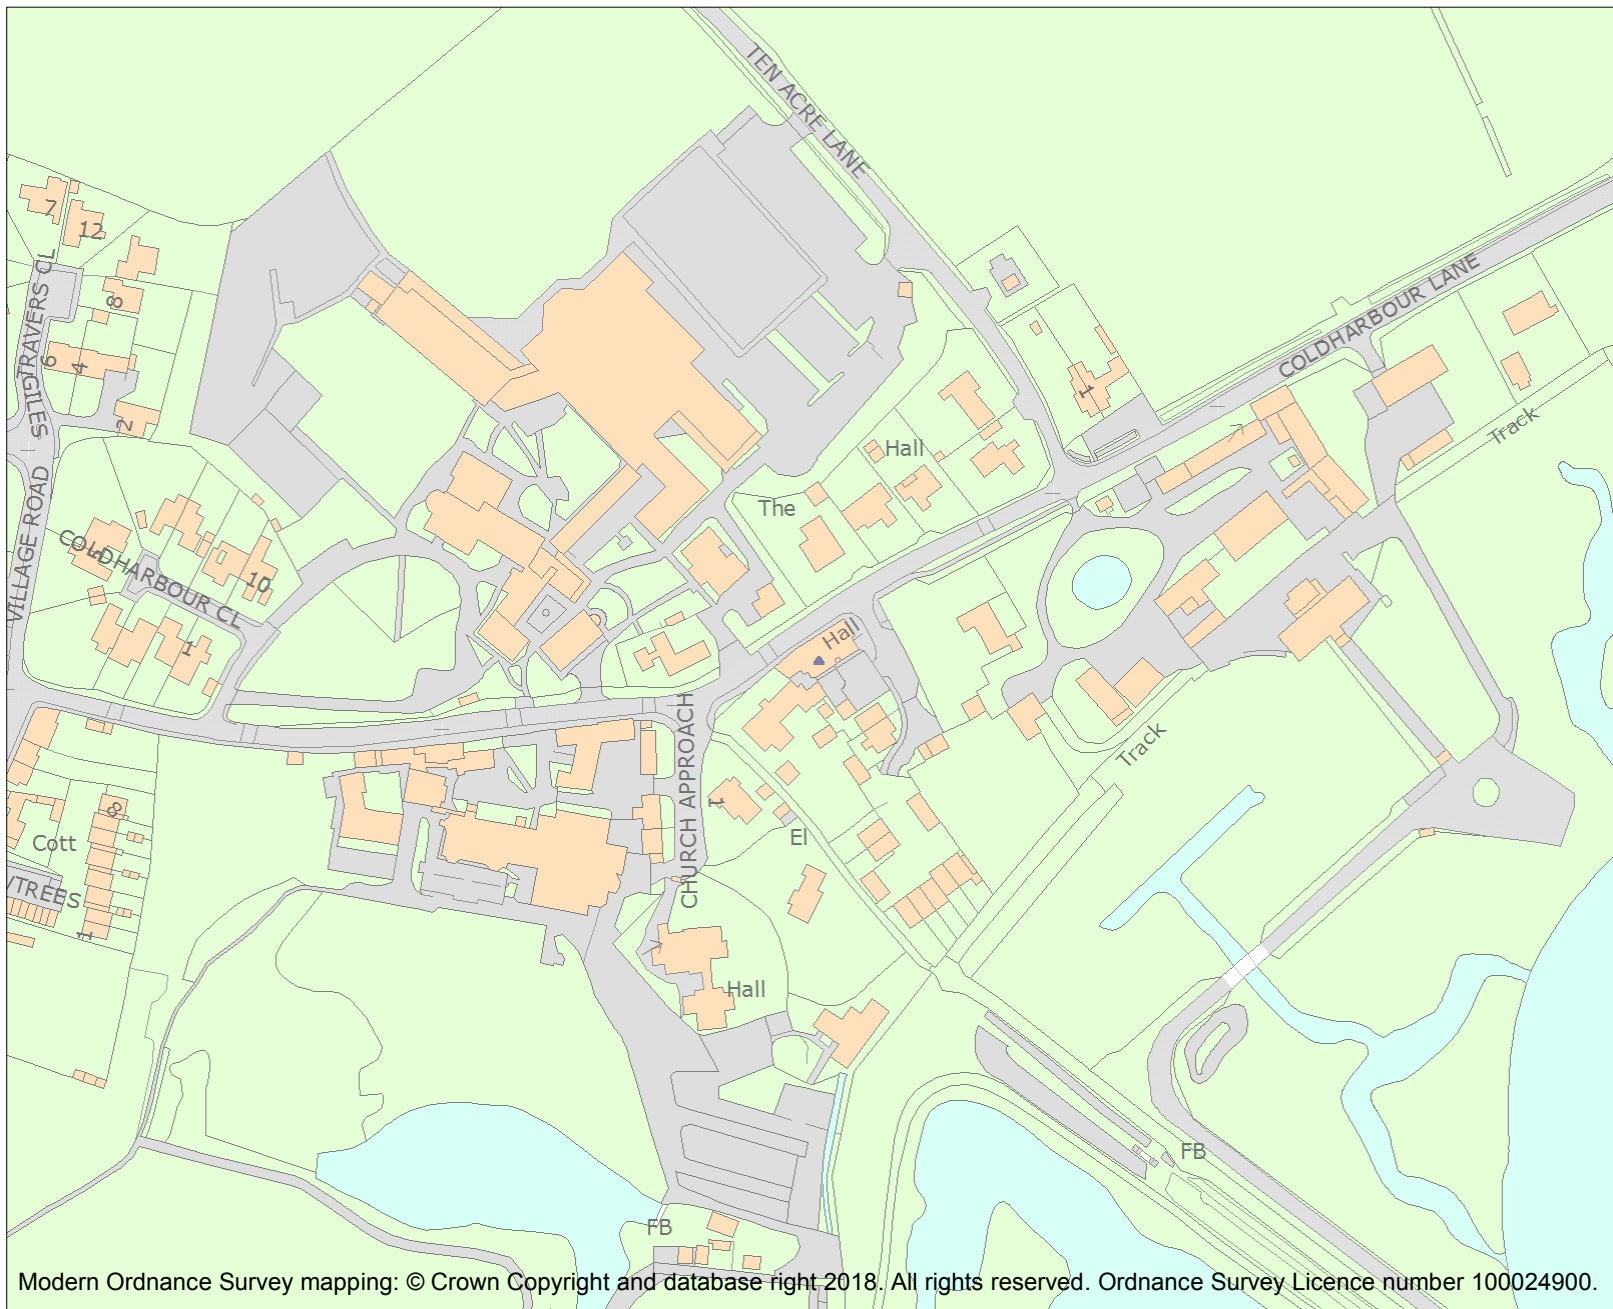 TEN ACRE LANE
7
12
TRAVERS CL
8
COLDHARBOUR LANE
6
4
1
SELIG
2
Track
Hall
VILLAGE ROAD
The
COLDHARBOUR CL
10
1
Hall
Track
CHURCH APPROACH
1
8
Cott
El
TREES
1
Hall
FB
FB
Modern Ordnance Survey mapping: © Crown Copyright and database right 2018. All rights reserved. Ordnance Survey Licence number 100024900.